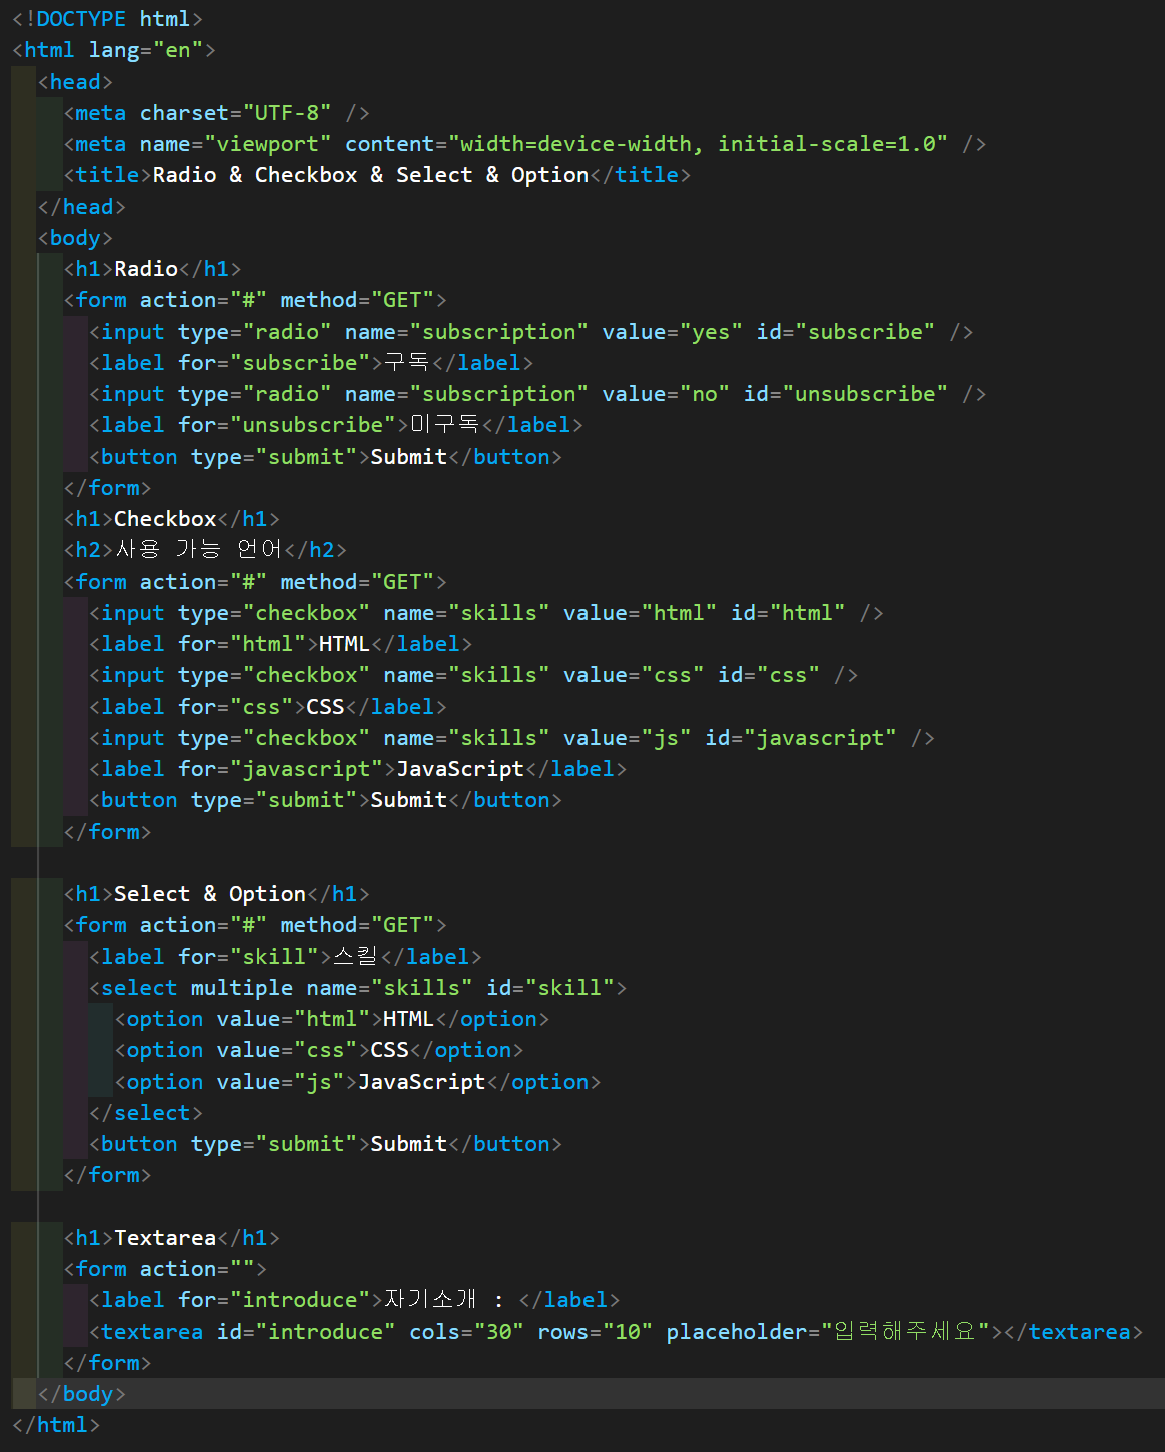 <!DOCTYPE html>
<html lang="en">
<head>
<meta charset="UTF-8" />
<meta name="viewport" content="width=device-width, initial-scale=1.0" />
<title>Radio & Checkbox & Select & Option</title>
</head>
<body>
<h1>Radio</h1>
<form action="#" method="GET">
<input type="radio" name="subscription" value="yes" id="subscribe" />
<label for="subscribe">구독</label>
<input type="radio" name="subscription" value="no" id="unsubscribe" />
<label for="unsubscribe">미구독</label>
<button type="submit">Submit</button>
</form>
<h1>Checkbox</h1>
<h2>사용 가능 언어</h2>
<form action="#" method="GET">
<input type="checkbox" name="skills" value="html" id="html" />
<label for="html">HTML</label>
<input type="checkbox" name="skills" value="css" id="css" />
<label for="css">CSS</label>
<input type="checkbox" name="skills" value="js" id="javascript" />
<label for="javascript">JavaScript</label>
<button type="submit">Submit</button>
</form>
<h1>Select & Option</h1>
<form action="#" method="GET">
<label for="skill">스킬</label>
<select multiple name="skills" id="skill">
<option value="html">HTML</option>
<option value="css">CSS</option>
<option value="js">JavaScript</option>
</select>
<button type="submit">Submit</button>
</form>
<h1>Textarea</h1>
<form action="">
<label for="introduce">자기소개 : </label>
<textarea id="introduce" cols="30" rows="10" placeholder="입력해주세요"></textarea>
</form>
</body>
</html>